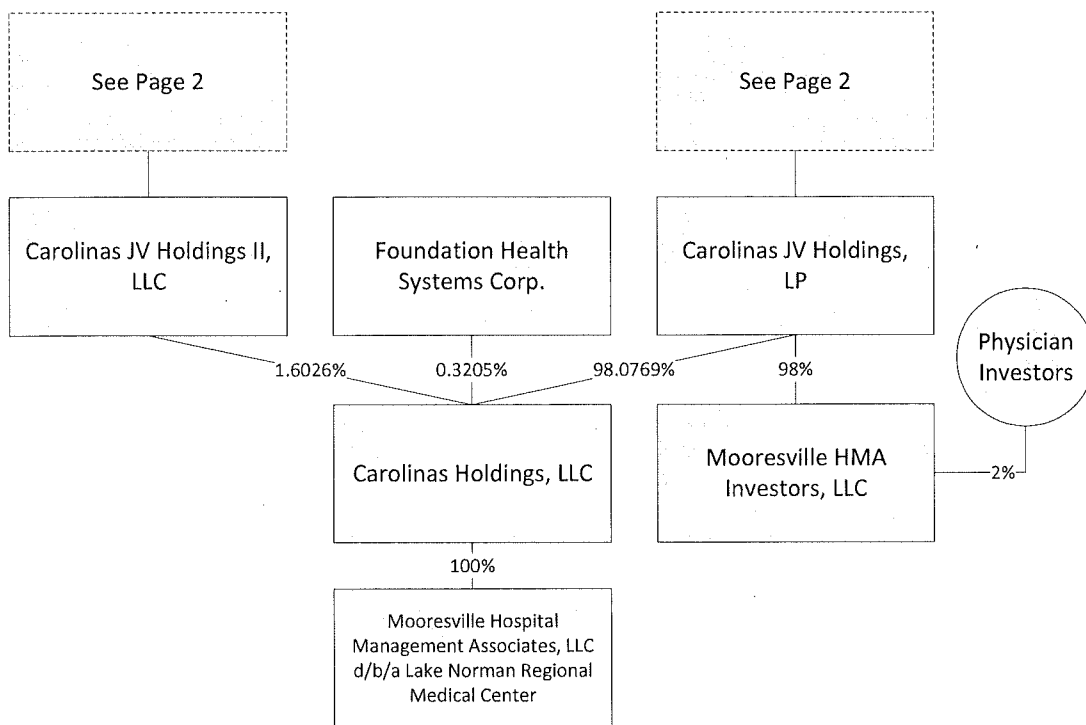 See Page 2
See Page 2
Carolinas JV Holdings II,
LLC
Foundation Health
Systems Corp.
Carolinas JV Holdings,
LP
Physician
Investors
1.6026%
0.3205%
98.0769%
98%
Carolinas Holdings, LLC
Mooresville HMA
Investors, LLC
2%
100%
Mooresville Hospital
Management Associates, LLC
d/b/a Lake Norman Regional
Medical Center